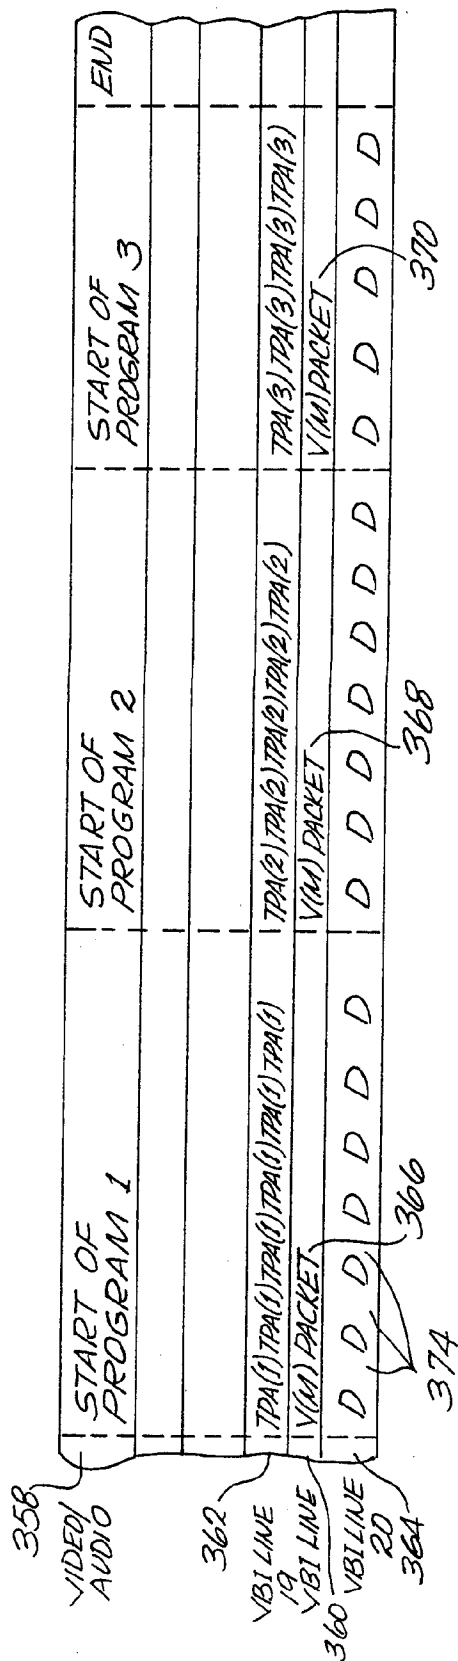 358
VIDEO/
AUDIO
START OF
PROGRAM 1
START OF
PROGRAM 2
START OF
PROGRAM 3
END
362
VBI LINE
19
TPA(1) TPA(1) TPA(1) TPA(1) TPA(1)
TPA(2) TPA(2) TPA(2) TPA(2) TPA(2)
TPA(3) TPA(3) TPA(3) TPA(3)
VBI LINE
360
V(M) PACKET
V(M) PACKET
V(M) PACKET
VBI LINE
20
364
D D D D D D D
D D D D D D D
D D D D D
374
366
368
370